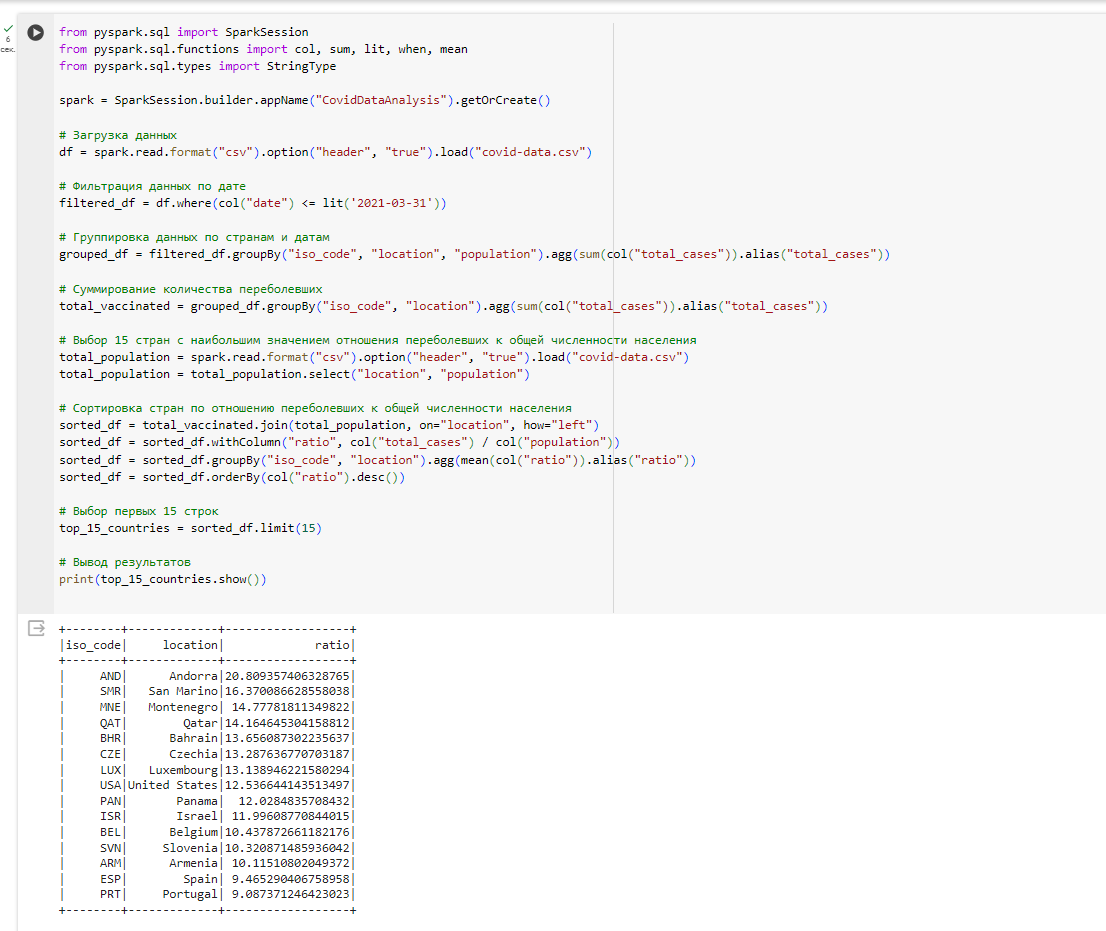 6
сек.
from pyspark.sql import SparkSession
from pyspark.sql.functions import col, sum, lit, when, mean
from pyspark.sql.types import StringType
spark = SparkSession.builder.appName("CovidDataAnalysis").getOrCreate()
# Загрузка данных
df = spark.read.format("csv").option("header", "true").load("covid-data.csv")
# Фильтрация данных по дате
filtered_df = df.where(col("date") <= lit('2021-03-31'))
# Группировка данных по странам и датам
grouped_df = filtered_df.groupBy("iso_code", "location", "population").agg(sum(col("total_cases")).alias("total_cases"))
# Суммирование количества переболевших
total_vaccinated = grouped_df.groupBy("iso_code", "location").agg(sum(col("total_cases")).alias("total_cases"))
# Выбор 15 стран с наибольшим значением отношения переболевших к общей численности населения
total_population = spark.read.format("csv").option("header", "true").load("covid-data.csv")
total_population = total_population.select("location", "population")
# Сортировка стран по отношению переболевших к общей численности населения
sorted_df = total_vaccinated.join(total_population, on="location", how="left")
sorted_df = sorted_df.withColumn("ratio", col("total_cases") / col("population"))
sorted_df = sorted_df.groupBy("iso_code", "location").agg(mean(col("ratio")).alias("ratio"))
sorted_df = sorted_df.orderBy(col("ratio").desc())
# Выбор первых 15 строк
top_15_countries = sorted_df.limit(15)
# Вывод результатов
print(top_15_countries.show())
+--------+-------------+------------------+
|iso_code|     location|             ratio|
+--------+-------------+------------------+
|     AND|      Andorra|20.809357406328765|
|     SMR|   San Marino|16.370086628558038|
|     MNE|   Montenegro| 14.77781811349822|
|     QAT|        Qatar|14.164645304158812|
|     BHR|      Bahrain|13.656087302235637|
|     CZE|      Czechia|13.287636770703187|
|     LUX|   Luxembourg|13.138946221580294|
|     USA|United States|12.536644143513497|
|     PAN|       Panama|  12.0284835708432|
|     ISR|       Israel| 11.99608770844015|
|     BEL|      Belgium|10.437872661182176|
|     SVN|     Slovenia|10.320871485936042|
|     ARM|      Armenia| 10.11510802049372|
|     ESP|        Spain| 9.465290406758958|
|     PRT|     Portugal| 9.087371246423023|
+--------+-------------+------------------+